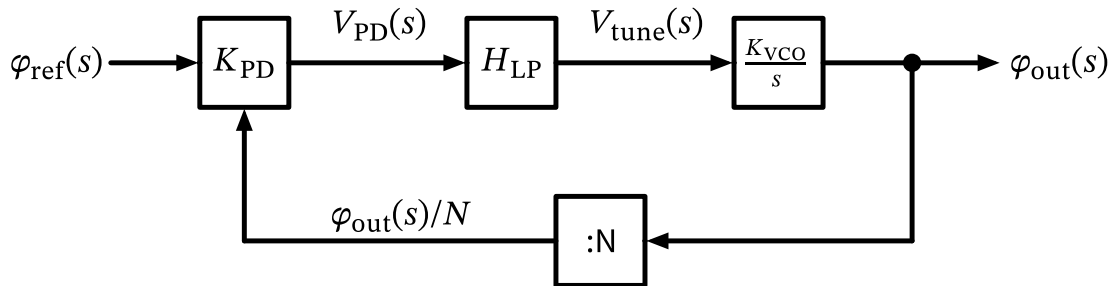 V_PD(s) V_tune(s)
φ_ref(s) K_PD H_LP K_VCO/s φ_out(s)
φ_out(s)/N :N